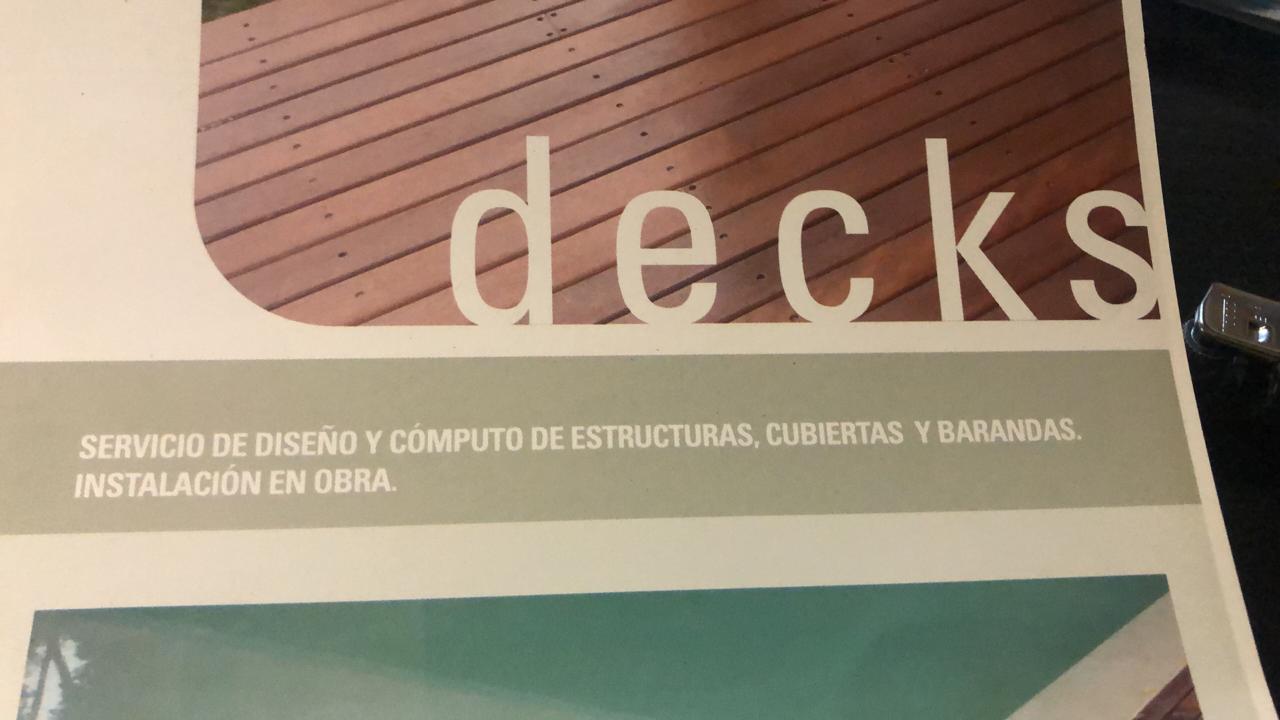 decks
SERVICIO DE DISEÑO Y CÓMPUTO DE ESTRUCTURAS, CUBIERTAS Y BARANDAS.
INSTALACIÓN EN OBRA.